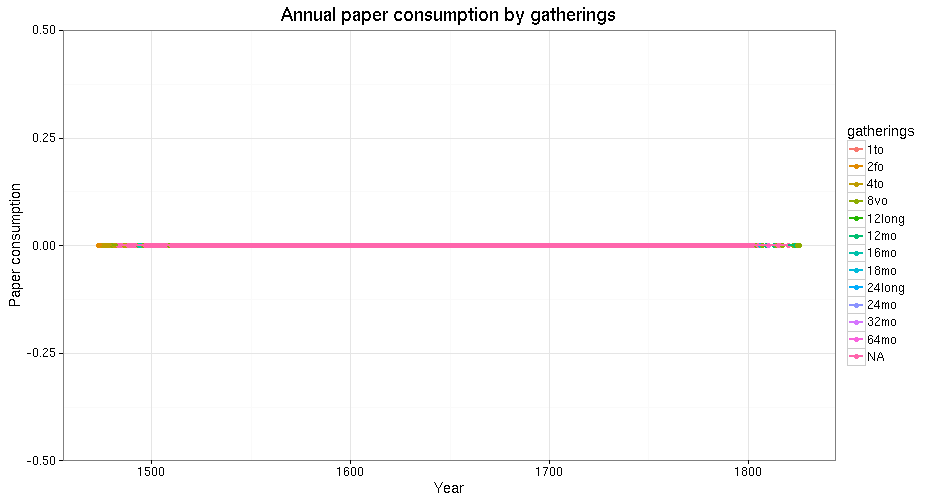 Annual paper consumption by gatherings
0.50
0.25
0.00
-0.25
-0.50
Paper consumption
1500
1600
1700
1800
Year
gatherings
1to
2fo
4to
8vo
12long
12mo
16mo
18mo
24long
24mo
32mo
64mo
NA